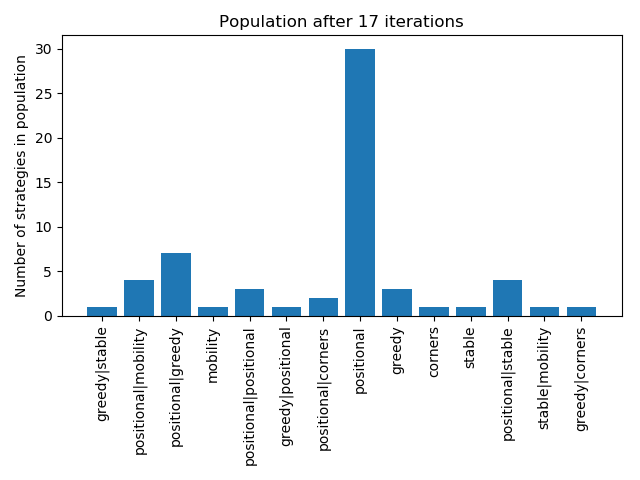 Population after 17 iterations
Number of strategies in population
30
25
20
15
10
5
0
greedy|stable
positional|mobility
positional|greedy
mobility
positional|positional
greedy|positional
positional|corners
positional
greedy
corners
stable
positional|stable
stable|mobility
greedy|corners